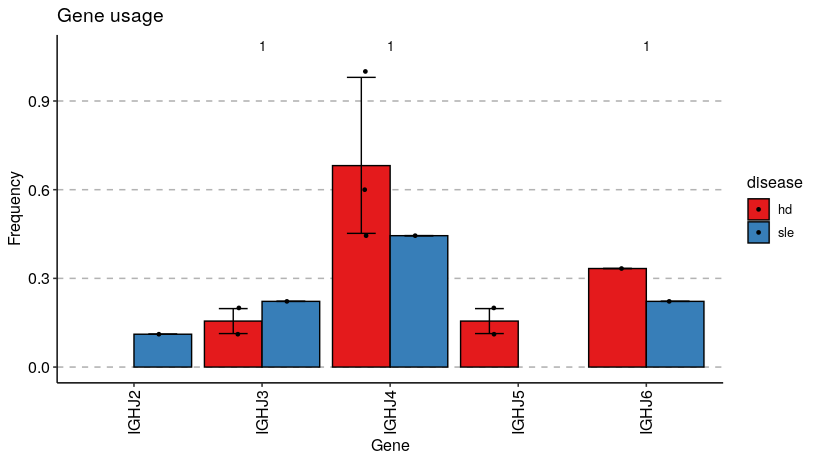 Gene usage
1 1 1
0.9
0.6
0.3
0.0
Frequency
IGHJ2 IGHJ3 IGHJ4 IGHJ5 IGHJ6
Gene
disease
hd
sle